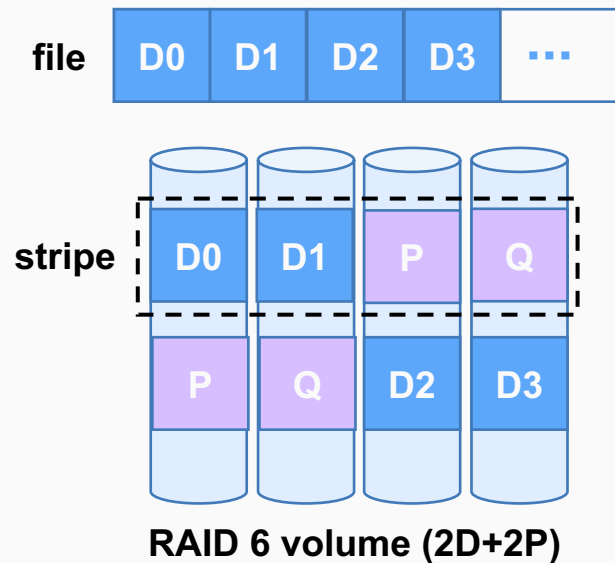 file D0 D1 D2 D3 ...
stripe D0 D1 P Q
P Q D2 D3
RAID 6 volume (2D+2P)